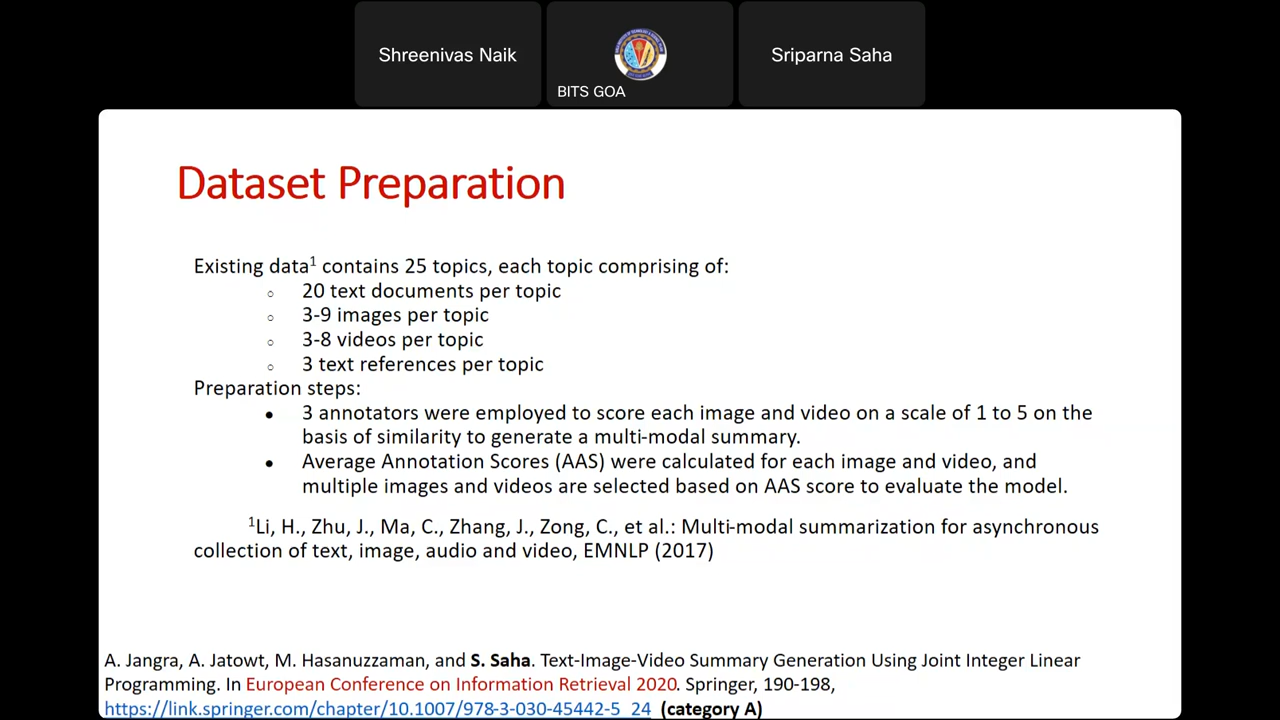 Shreenivas Naik
BITS GOA
Sriparna Saha
Dataset Preparation
Existing data¹ contains 25 topics, each topic comprising of:
○ 20 text documents per topic
○ 3-9 images per topic
○ 3-8 videos per topic
○ 3 text references per topic
Preparation steps:
● 3 annotators were employed to score each image and video on a scale of 1 to 5 on the
basis of similarity to generate a multi-modal summary.
● Average Annotation Scores (AAS) were calculated for each image and video, and
multiple images and videos are selected based on AAS score to evaluate the model.
¹Li, H., Zhu, J., Ma, C., Zhang, J., Zong, C., et al.: Multi-modal summarization for asynchronous
collection of text, image, audio and video, EMNLP (2017)
A. Jangra, A. Jatowt, M. Hasanuzzaman, and S. Saha. Text-Image-Video Summary Generation Using Joint Integer Linear
Programming. In European Conference on Information Retrieval 2020. Springer, 190-198,
https://link.springer.com/chapter/10.1007/978-3-030-45442-5_24 (category A)